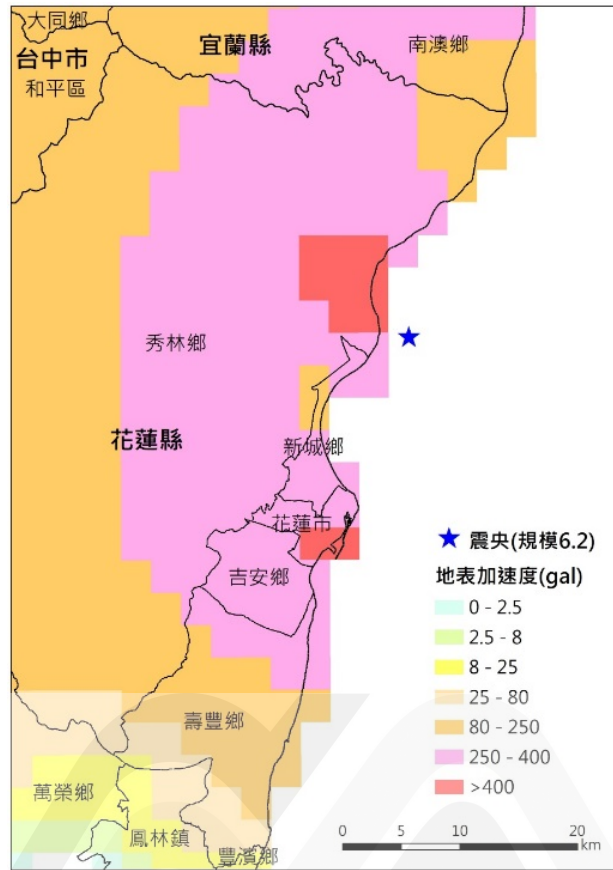 大同鄉
宜蘭縣
南澳鄉
台中市
和平區
秀林鄉
花蓮縣
新城鄉
花蓮市
吉安鄉
壽豐鄉
萬榮鄉
鳳林鎮
豐濱鄉
震央(規模6.2)
地表加速度(gal)
0 - 2.5
2.5 - 8
8 - 25
25 - 80
80 - 250
250 - 400
>400
0 5 10 20
km